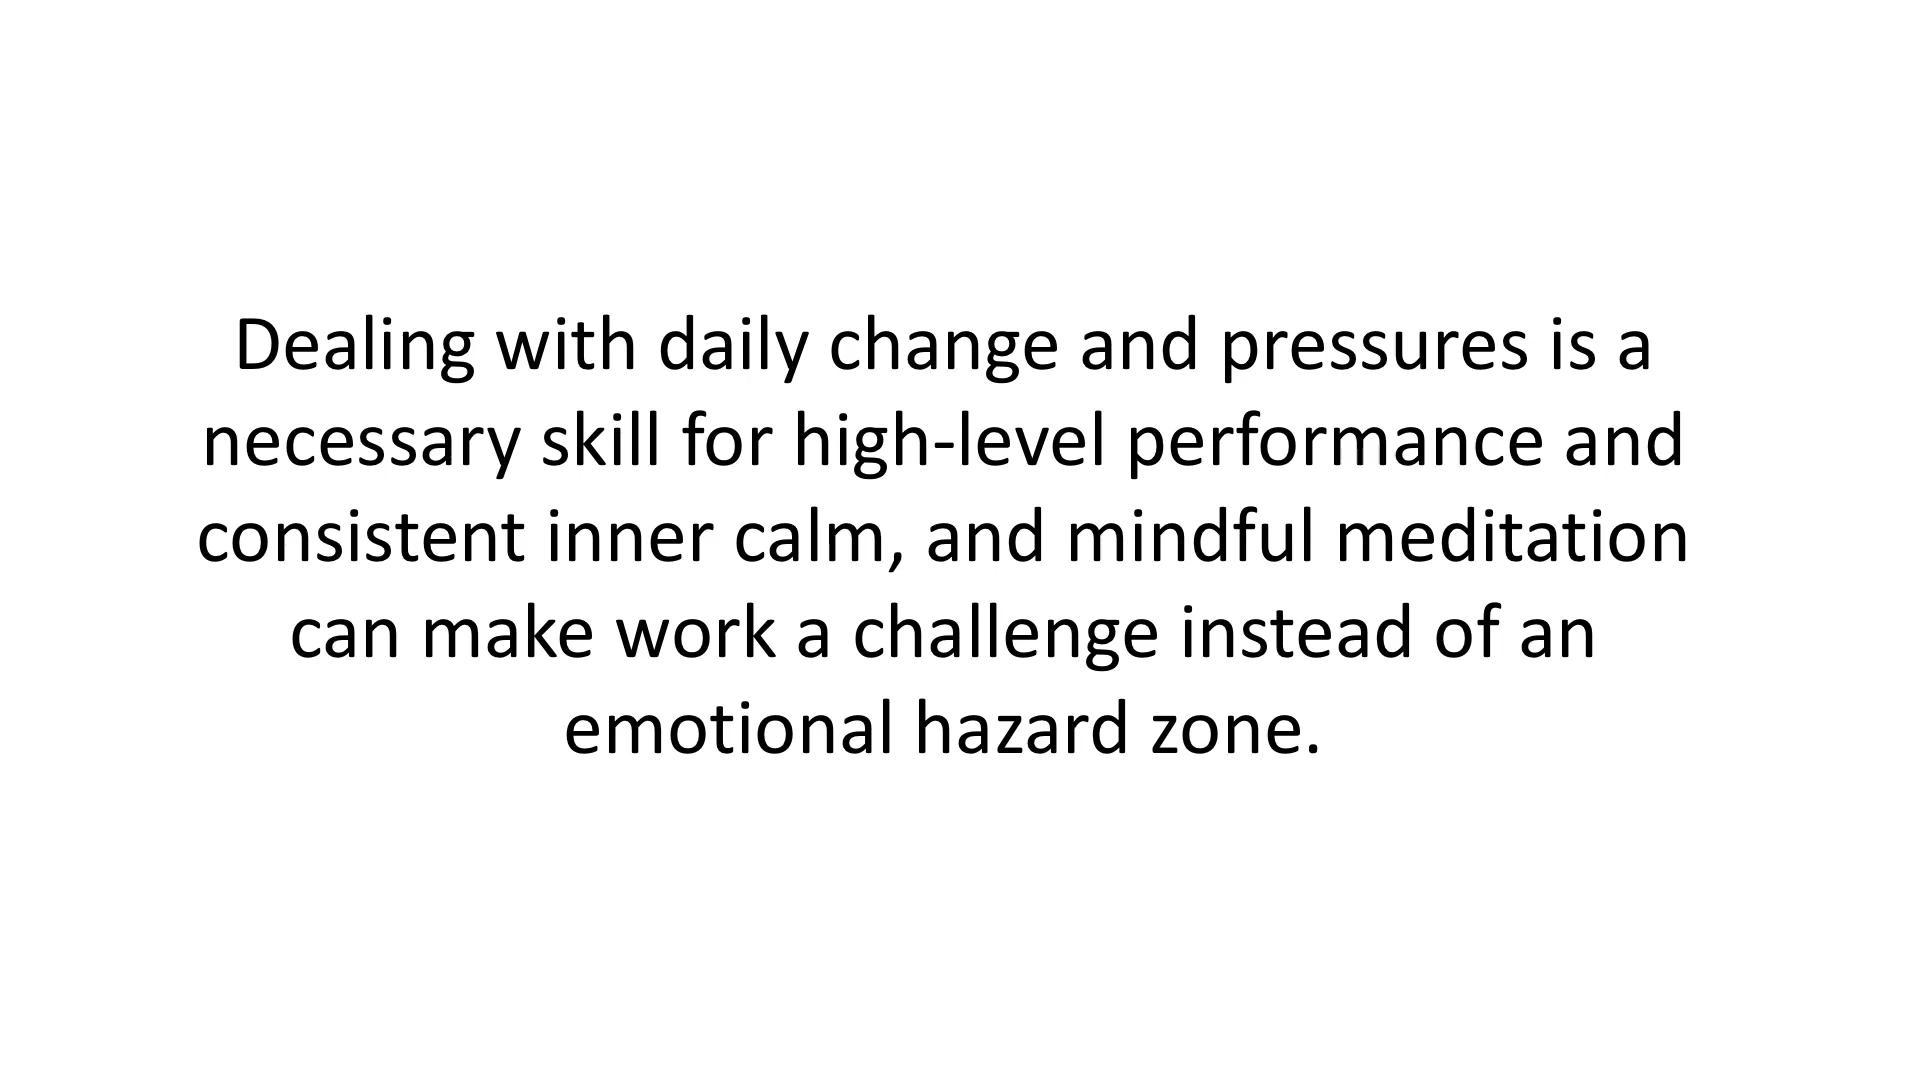 Dealing with daily change and pressures is a
necessary skill for high-level performance and
consistent inner calm, and mindful meditation
can make work a challenge instead of an
emotional hazard zone.